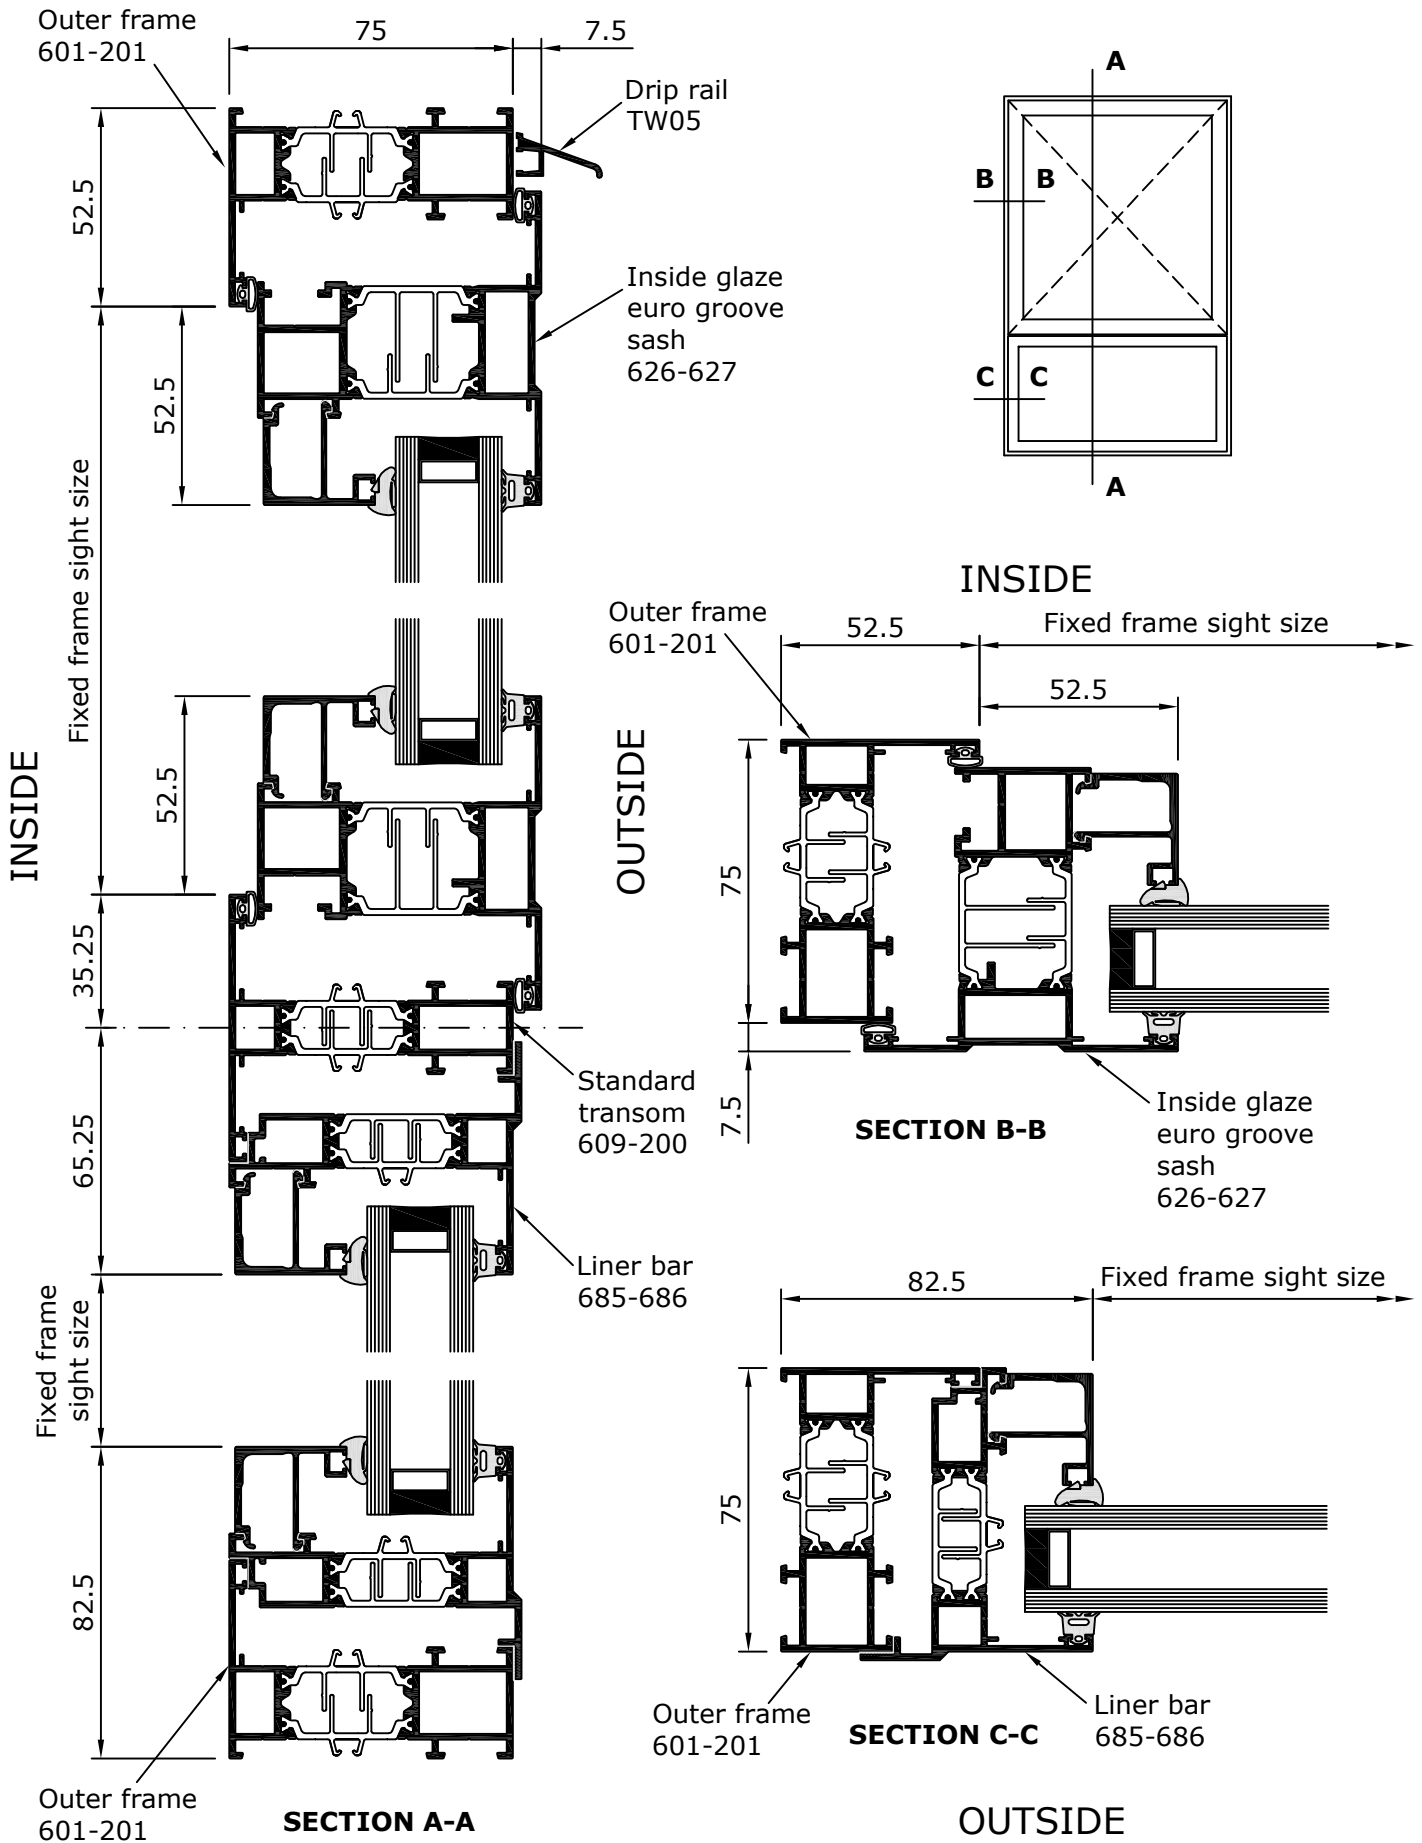 Outer frame
601-201
75
7.5
Drip rail
TW05
52.5
Inside glaze
euro groove
sash
626-627
52.5
Fixed frame sight size
INSIDE
OUTSIDE
52.5
35.25
65.25
Standard
transom
609-200
Liner bar
685-686
Fixed frame
sight size
82.5
Outer frame
601-201
SECTION A-A
A
B
B
C
C
A
INSIDE
Outer frame
601-201
52.5
Fixed frame sight size
52.5
75
7.5
SECTION B-B
Inside glaze
euro groove
sash
626-627
82.5
Fixed frame sight size
75
Outer frame
601-201
SECTION C-C
Liner bar
685-686
OUTSIDE